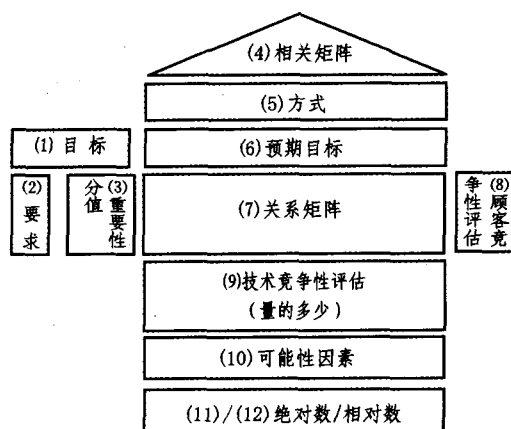 (4)相关矩阵
(5)方式
(1)目标
(6)预期目标
(2)要求
(3)重要性
分值
(7)关系矩阵
(8)顾客竞
争性评估
(9)技术竞争性评估
(量的多少)
(10)可能性因素
(11)/(12)绝对数/相对数